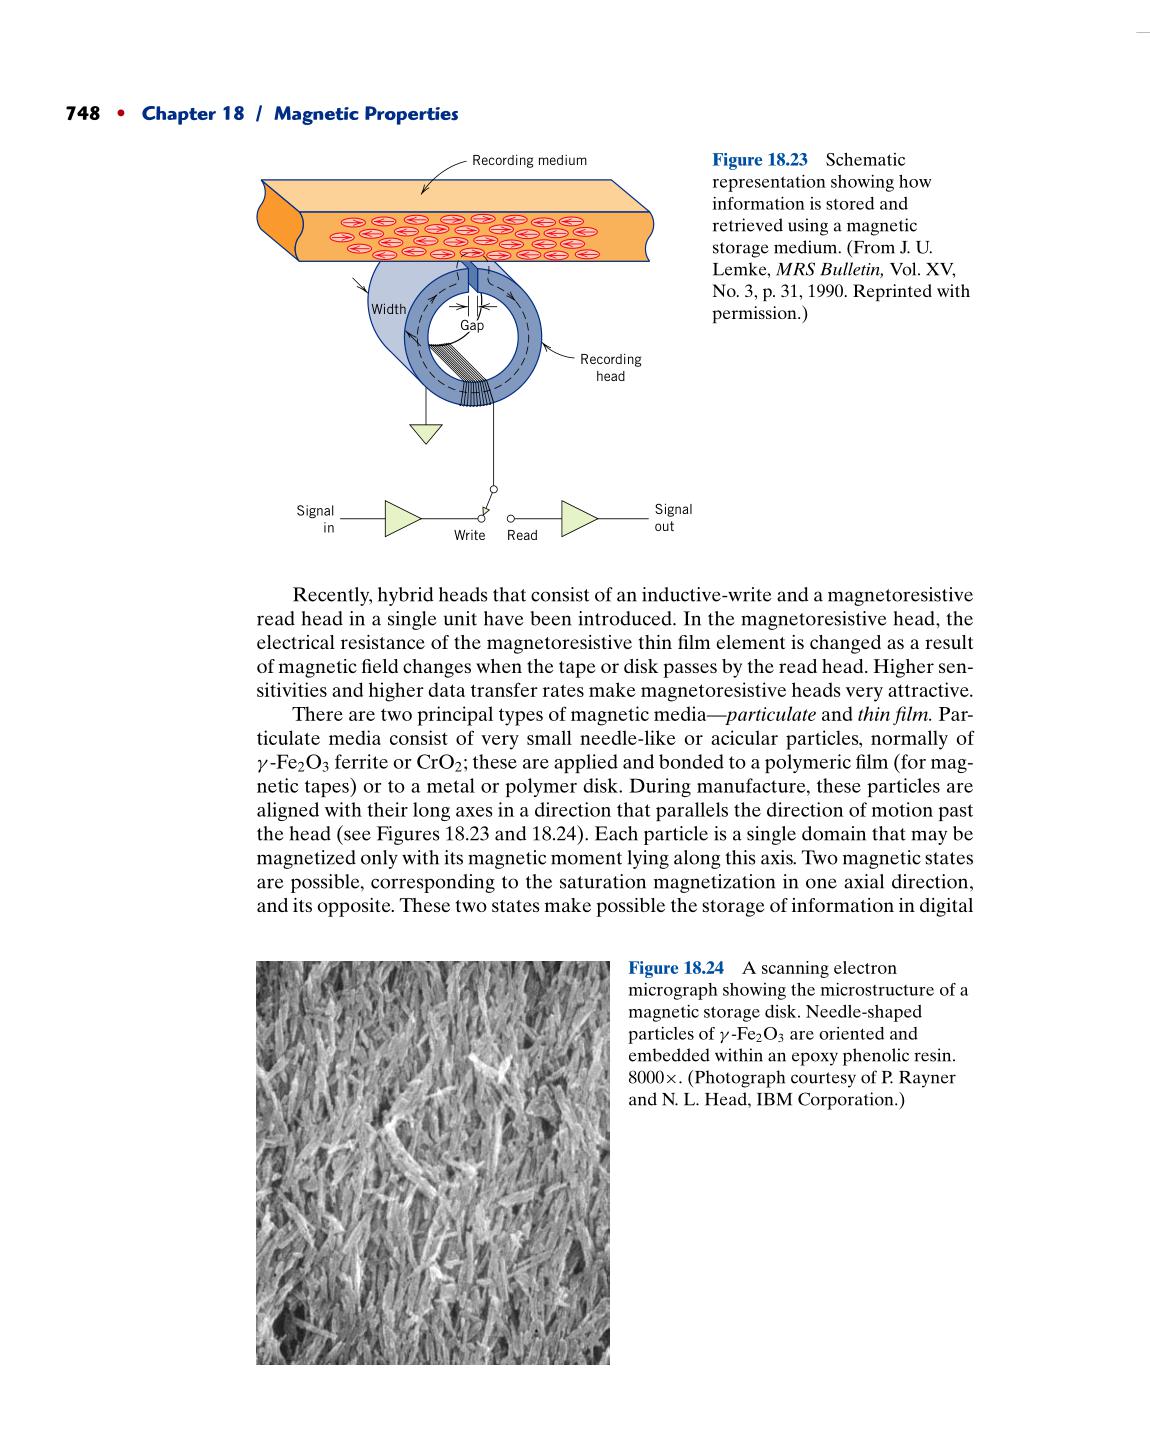 748 • Chapter 18 / Magnetic Properties
Recording medium
Width
Gap
Recording
head
Signal
in
Write
Read
Signal
out
Figure 18.23 Schematic
representation showing how
information is stored and
retrieved using a magnetic
storage medium. (From J. U.
Lemke, MRS Bulletin, Vol. XV,
No. 3, p. 31, 1990. Reprinted with
permission.)
Recently, hybrid heads that consist of an inductive-write and a magnetoresistive
read head in a single unit have been introduced. In the magnetoresistive head, the
electrical resistance of the magnetoresistive thin film element is changed as a result
of magnetic field changes when the tape or disk passes by the read head. Higher sen-
sitivities and higher data transfer rates make magnetoresistive heads very attractive.
There are two principal types of magnetic media—particulate and thin film. Par-
ticulate media consist of very small needle-like or acicular particles, normally of
γ-Fe₂O₃ ferrite or CrO₂; these are applied and bonded to a polymeric film (for mag-
netic tapes) or to a metal or polymer disk. During manufacture, these particles are
aligned with their long axes in a direction that parallels the direction of motion past
the head (see Figures 18.23 and 18.24). Each particle is a single domain that may be
magnetized only with its magnetic moment lying along this axis. Two magnetic states
are possible, corresponding to the saturation magnetization in one axial direction,
and its opposite. These two states make possible the storage of information in digital
Figure 18.24 A scanning electron
micrograph showing the microstructure of a
magnetic storage disk. Needle-shaped
particles of γ-Fe₂O₃ are oriented and
embedded within an epoxy phenolic resin.
8000×. (Photograph courtesy of P. Rayner
and N. L. Head, IBM Corporation.)